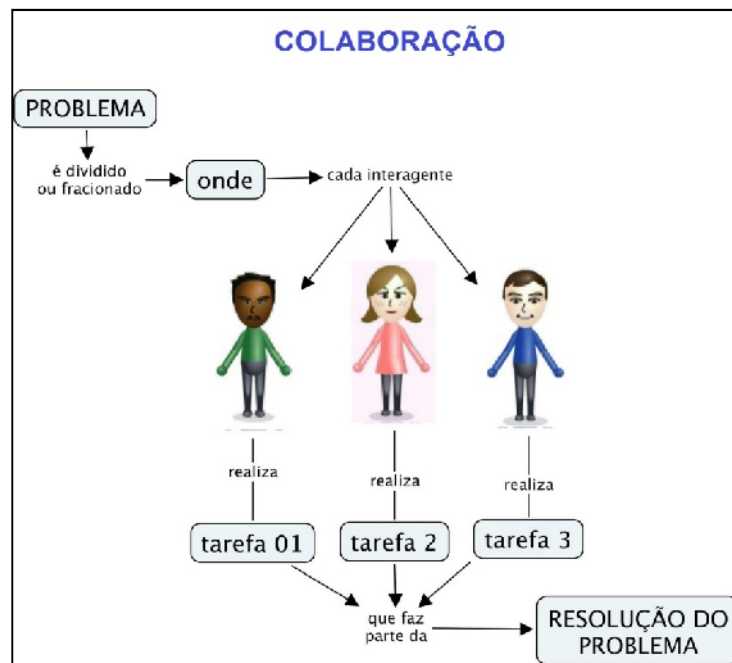 COLABORAÇÃO
PROBLEMA
é dividido
ou fracionado
onde
cada interagente
realiza
realiza
realiza
tarefa 01
tarefa 2
tarefa 3
que faz
parte da
RESOLUÇÃO DO
PROBLEMA